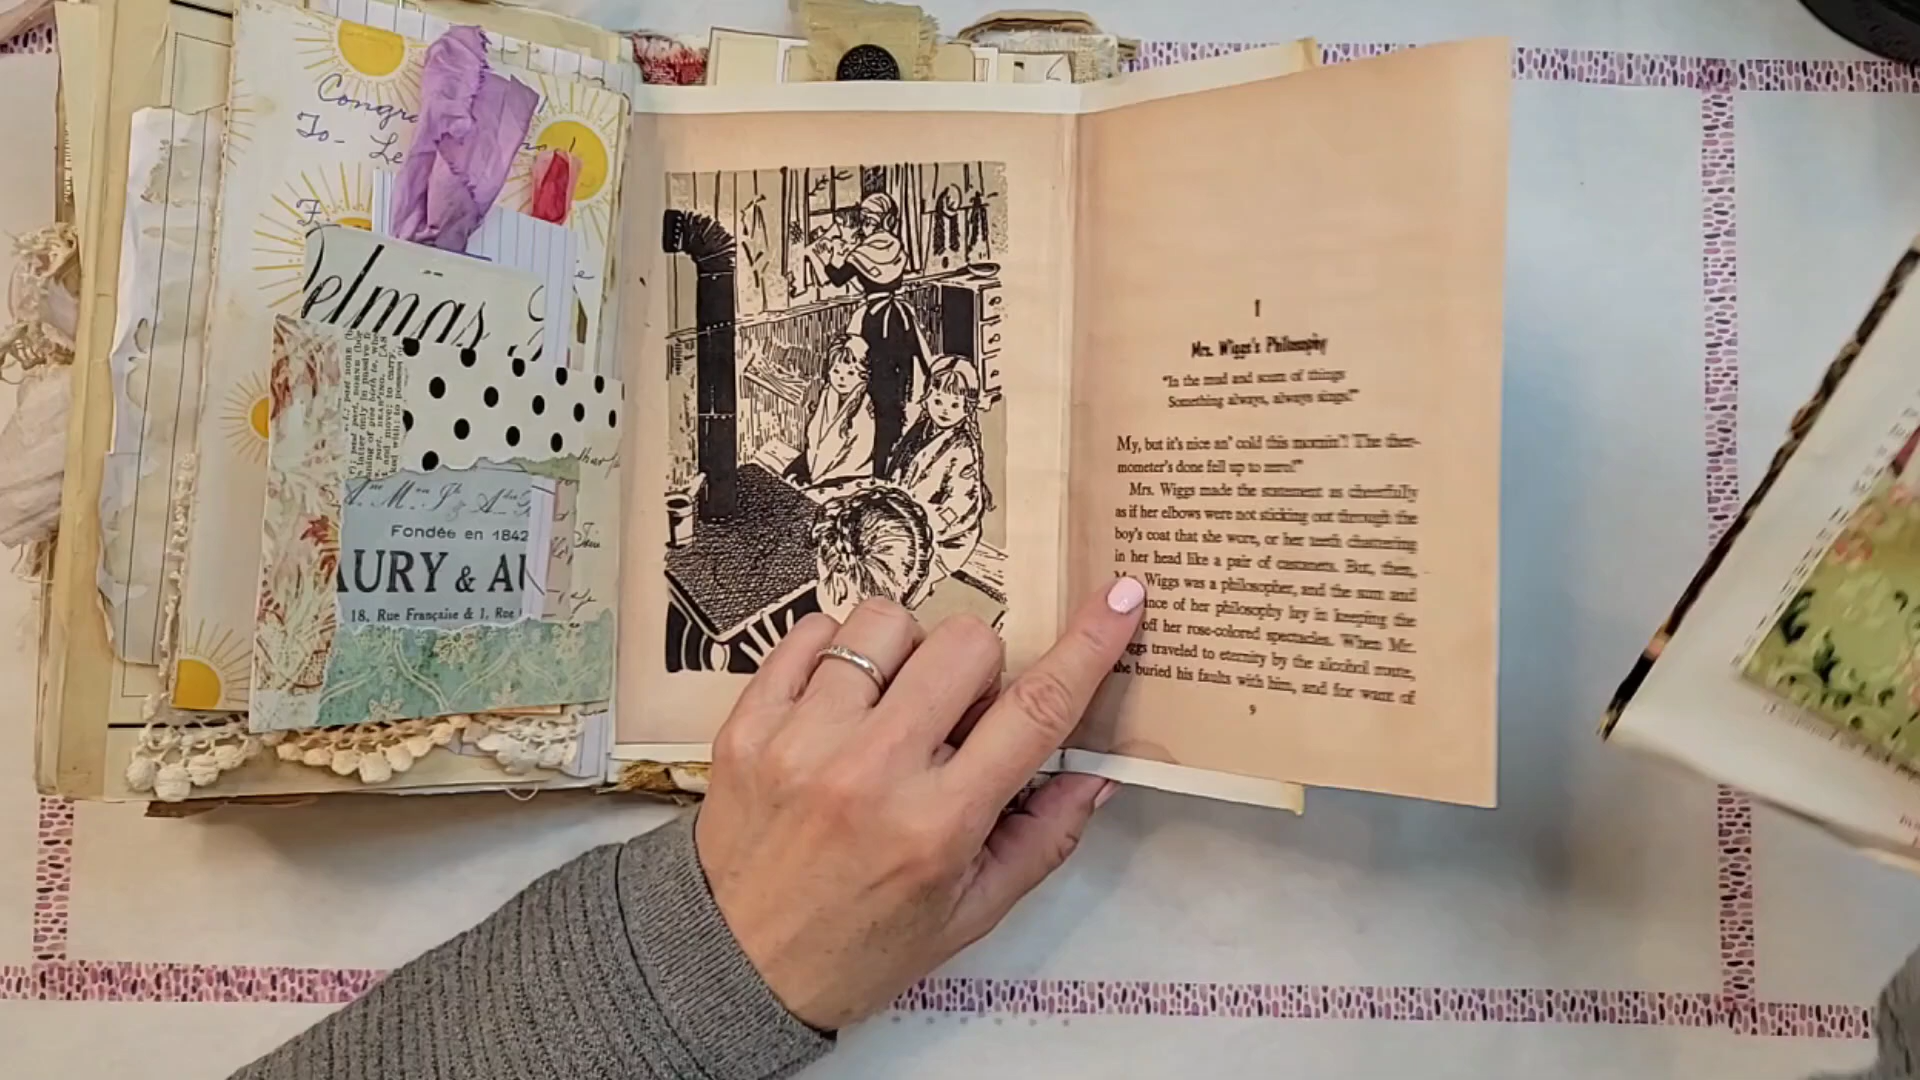 Congr
To- Le
elmas
Fondée en 1842
AURY & AU
18, Rue Française & 1, Rue
I
Mrs. Wiggs's Philosophy
"In the mud and scum of things
Something always, always sings."
My, but it's nice an' cold this mornin'! The ther-
mometer's done fell up to zero!"
Mrs. Wiggs made the statement as cheerfully
as if her elbows were not sticking out through the
boy's coat that she wore, or her teeth chattering
in her head like a pair of castanets. But, then,
Wiggs was a philosopher, and the sum and
ance of her philosophy lay in keeping the
off her rose-colored spectacles. When Mr.
iggs traveled to eternity by the alcohol route,
she buried his faults with him, and for want of
9